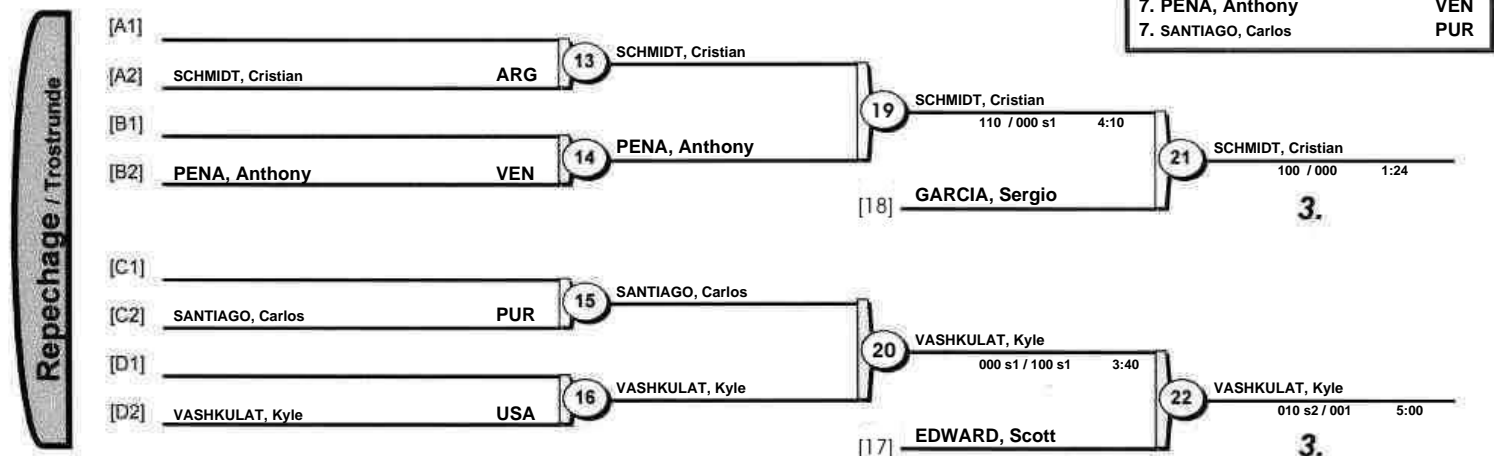 7. PENA, Anthony VEN
7. SANTIAGO, Carlos PUR
Repechage / Trostrunde
[A1]
[A2] SCHMIDT, Cristian ARG
13 SCHMIDT, Cristian
[B1]
[B2] PENA, Anthony VEN
14 PENA, Anthony
19 SCHMIDT, Cristian
110 / 000 s1 4:10
[18] GARCIA, Sergio
21 SCHMIDT, Cristian
100 / 000 1:24
3.
[C1]
[C2] SANTIAGO, Carlos PUR
15 SANTIAGO, Carlos
[D1]
[D2] VASHKULAT, Kyle USA
16 VASHKULAT, Kyle
20 VASHKULAT, Kyle
000 s1 / 100 s1 3:40
[17] EDWARD, Scott
22 VASHKULAT, Kyle
010 s2 / 001 5:00
3.